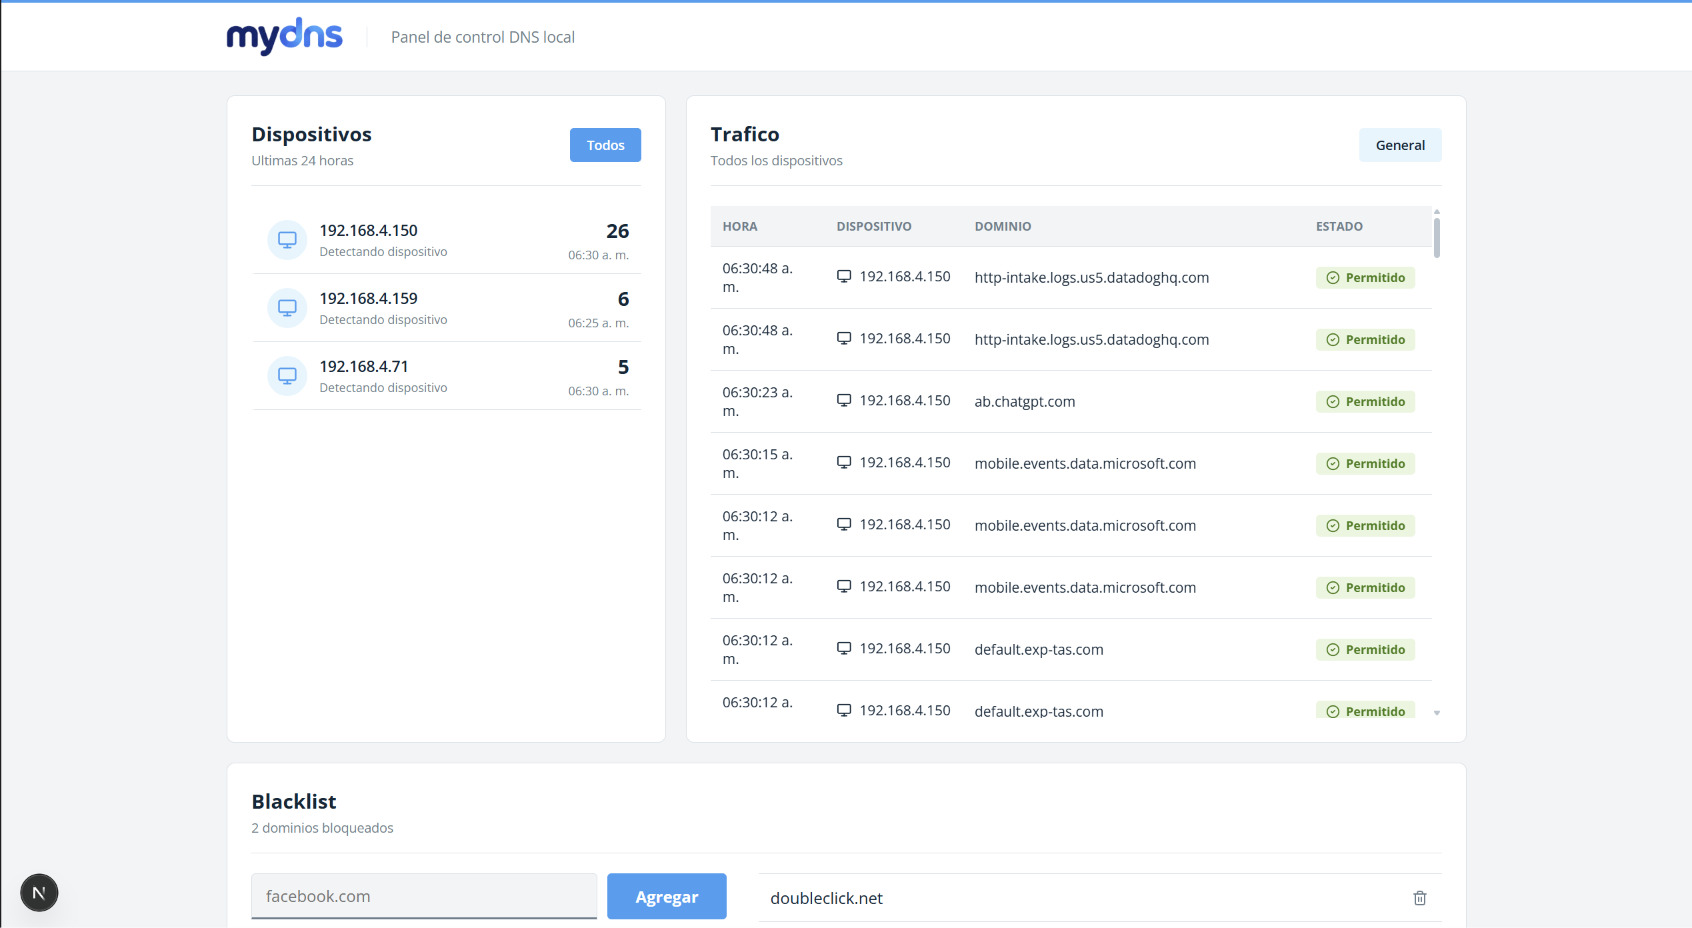 mydns
Panel de control DNS local
Dispositivos
Ultimas 24 horas
Todos
192.168.4.150
Detectando dispositivo
26
06:30 a. m.
192.168.4.159
Detectando dispositivo
6
06:25 a. m.
192.168.4.71
Detectando dispositivo
5
06:30 a. m.
Trafico
Todos los dispositivos
General
HORA DISPOSITIVO DOMINIO ESTADO
06:30:48 a. m. 192.168.4.150 http-intake.logs.us5.datadoghq.com Permitido
06:30:48 a. m. 192.168.4.150 http-intake.logs.us5.datadoghq.com Permitido
06:30:23 a. m. 192.168.4.150 ab.chatgpt.com Permitido
06:30:15 a. m. 192.168.4.150 mobile.events.data.microsoft.com Permitido
06:30:12 a. m. 192.168.4.150 mobile.events.data.microsoft.com Permitido
06:30:12 a. m. 192.168.4.150 mobile.events.data.microsoft.com Permitido
06:30:12 a. m. 192.168.4.150 default.exp-tas.com Permitido
06:30:12 a. 192.168.4.150 default.exp-tas.com Permitido
Blacklist
2 dominios bloqueados
facebook.com
Agregar
doubleclick.net
N